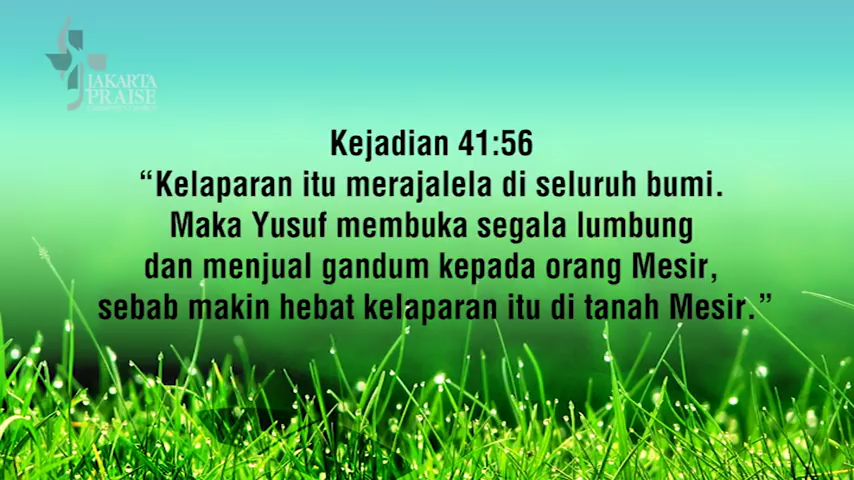 JAKARTA
PRAISE
Kejadian 41:56
“Kelaparan itu merajalela di seluruh bumi.
Maka Yusuf membuka segala lumbung
dan menjual gandum kepada orang Mesir,
sebab makin hebat kelaparan itu di tanah Mesir.”